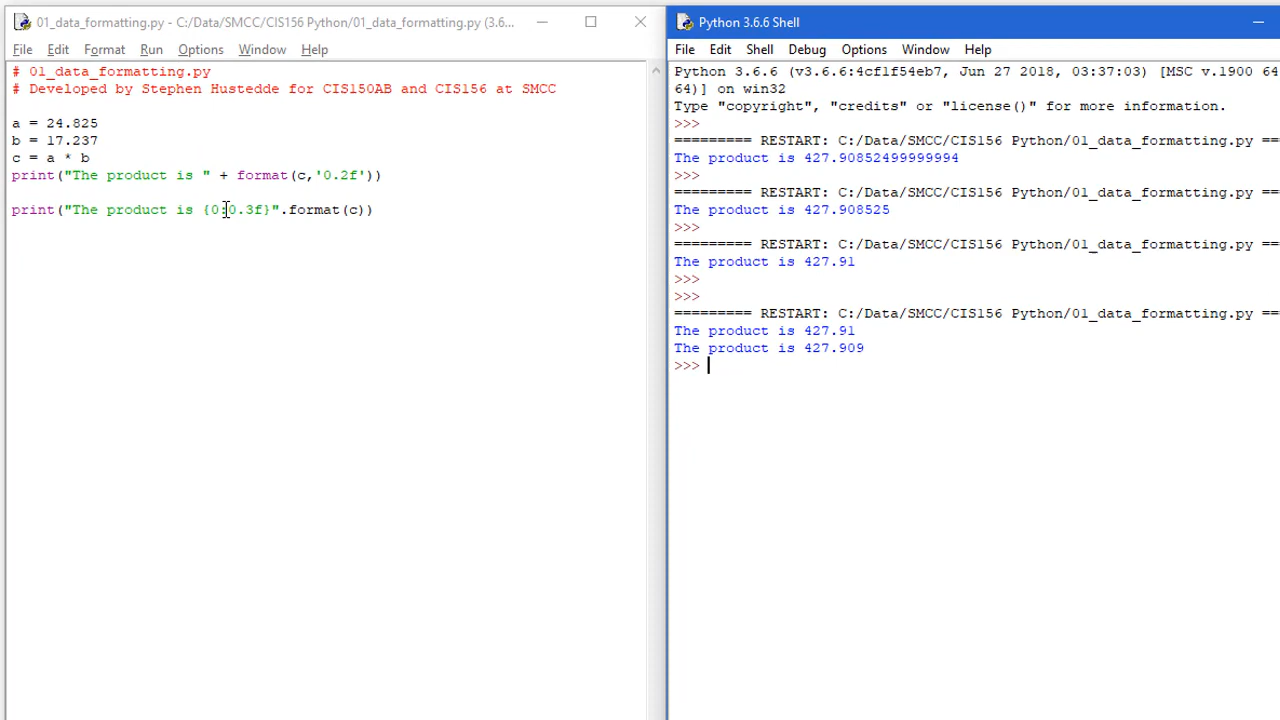 01_data_formatting.py - C:/Data/SMCC/CIS156 Python/01_data_formatting.py (3.6...
File Edit Format Run Options Window Help
# 01_data_formatting.py
# Developed by Stephen Hustedde for CIS150AB and CIS156 at SMCC
a = 24.825
b = 17.237
c = a * b
print("The product is " + format(c,'0.2f'))
print("The product is {0:0.3f}".format(c))
Python 3.6.6 Shell
File Edit Shell Debug Options Window Help
Python 3.6.6 (v3.6.6:4cf1f54eb7, Jun 27 2018, 03:37:03) [MSC v.1900 64
64)] on win32
Type "copyright", "credits" or "license()" for more information.
>>>
========= RESTART: C:/Data/SMCC/CIS156 Python/01_data_formatting.py ==
The product is 427.90852499999994
>>>
========= RESTART: C:/Data/SMCC/CIS156 Python/01_data_formatting.py ==
The product is 427.908525
>>>
========= RESTART: C:/Data/SMCC/CIS156 Python/01_data_formatting.py ==
The product is 427.91
>>>
>>>
========= RESTART: C:/Data/SMCC/CIS156 Python/01_data_formatting.py ==
The product is 427.91
The product is 427.909
>>>